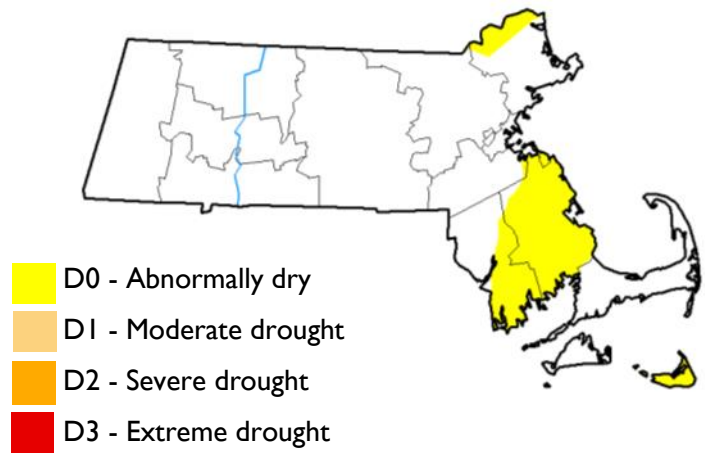 D0 - Abnormally dry
D1 - Moderate drought
D2 - Severe drought
D3 - Extreme drought